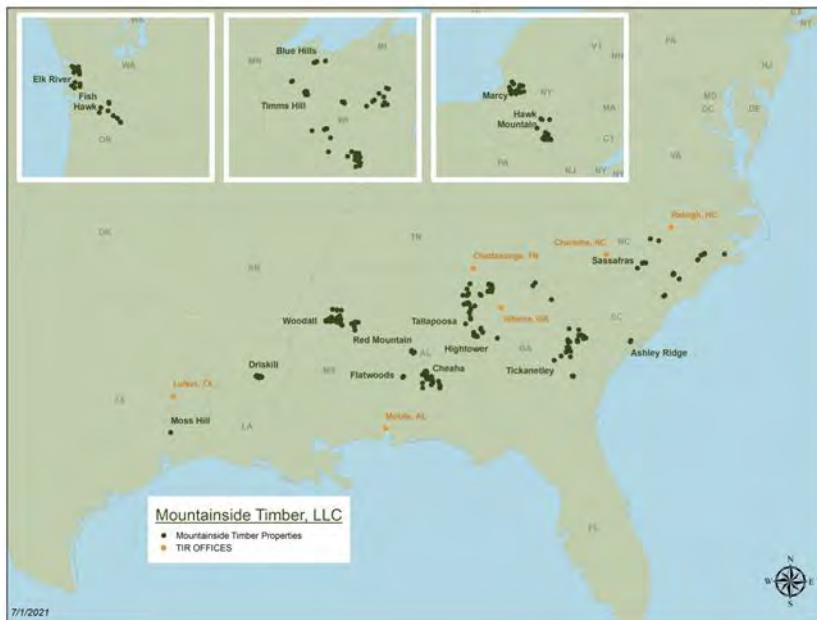 WA
Elk River
Fish
Hawk
OR
MN
MI
Blue Hills
Timms Hill
WI
VT
NH
Marcy
NY
MA
Hawk
Mountain
CT
PA
NJ
NY
PA
NJ
MD
DC
DE
VA
OK
TN
AR
Raleigh, NC
Charlotte, NC
NC
Sassafras
Chattanooga, TN
SC
Woodall
Tallapoosa
Athens, GA
Red Mountain
Hightower
GA
AL
Ashley Ridge
Driskill
MS
Flatwoods
Cheaha
Tickanetley
Lufkin, TX
TX
Moss Hill
LA
Mobile, AL
FL
Mountainside Timber, LLC
Mountainside Timber Properties
TIR OFFICES
N
W
E
S
7/1/2021